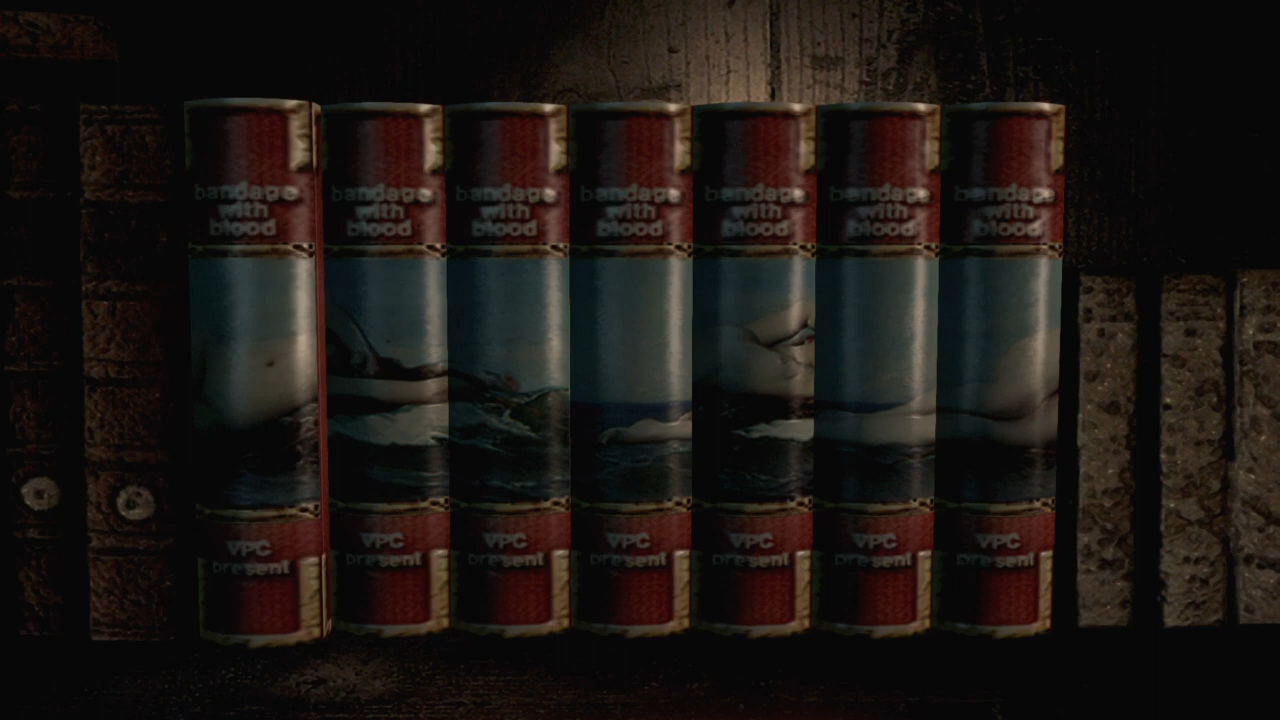 bandage
with
blood
bandage
with
blood
bandage
with
blood
bandage
with
blood
bandage
with
blood
bandage
with
blood
bandage
with
blood
VPC
present
VPC
present
VPC
present
VPC
present
VPC
present
VPC
present
VPC
present